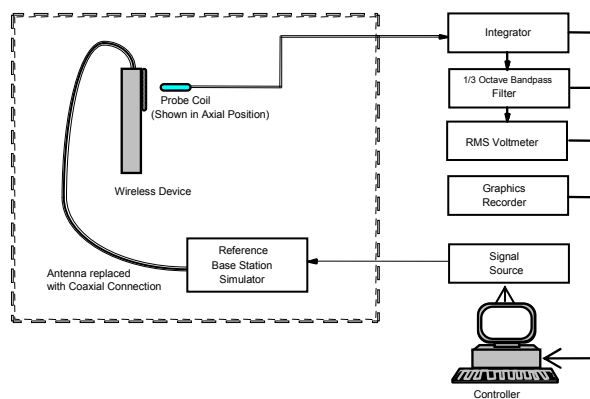 Integrator
1/3 Octave Bandpass
Filter
RMS Voltmeter
Graphics
Recorder
Probe Coil
(Shown in Axial Position)
Wireless Device
Reference
Base Station
Simulator
Signal
Source
Antenna replaced
with Coaxial Connection
Controller